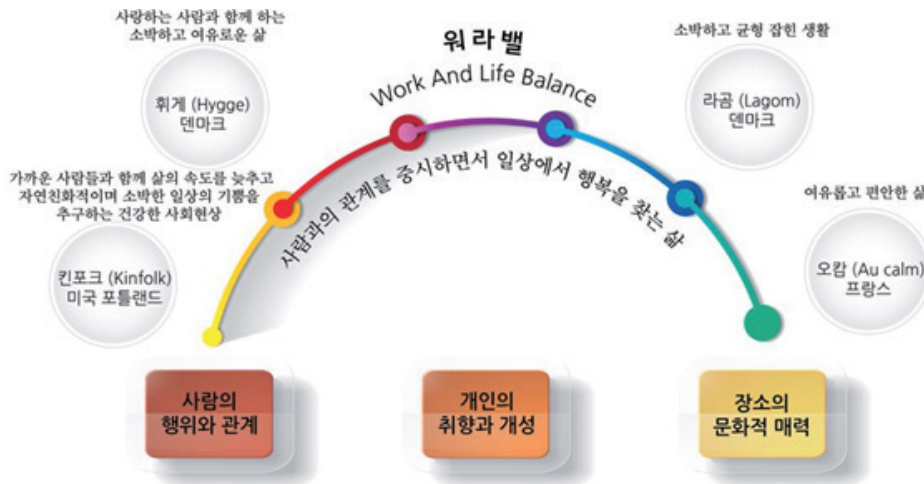 사랑하는 사람과 함께 하는
소박하고 여유로운 삶
휘게 (Hygge)
덴마크
가까운 사람들과 함께 삶의 속도를 늦추고
자연친화적이며 소박한 일상의 기쁨을
추구하는 건강한 사회현상
킨포크 (Kinfolk)
미국 포틀랜드
워라밸
Work And Life Balance
사람과의 관계를 중시하면서 일상에서 행복을 찾는 삶
소박하고 균형 잡힌 생활
라곰 (Lagom)
덴마크
여유롭고 편안한 삶
오캄 (Au calm)
프랑스
사람의
행위와 관계
개인의
취향과 개성
장소의
문화적 매력